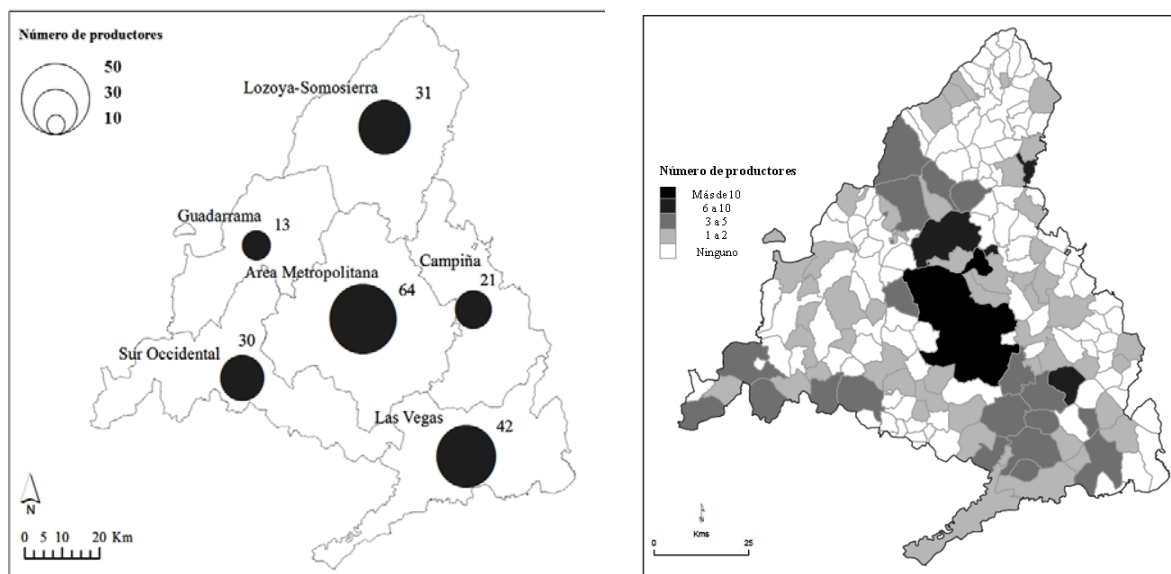 Número de productores
50
30
10
Lozoya-Somosierra
31
Guadarrama
13
Area Metropolitana
64
Campiña
21
Sur Occidental
30
Las Vegas
42
N
0 5 10 20 Km
Número de productores
Más de 10
6 a 10
3 a 5
1 a 2
Ninguno
N
Kms
0 25